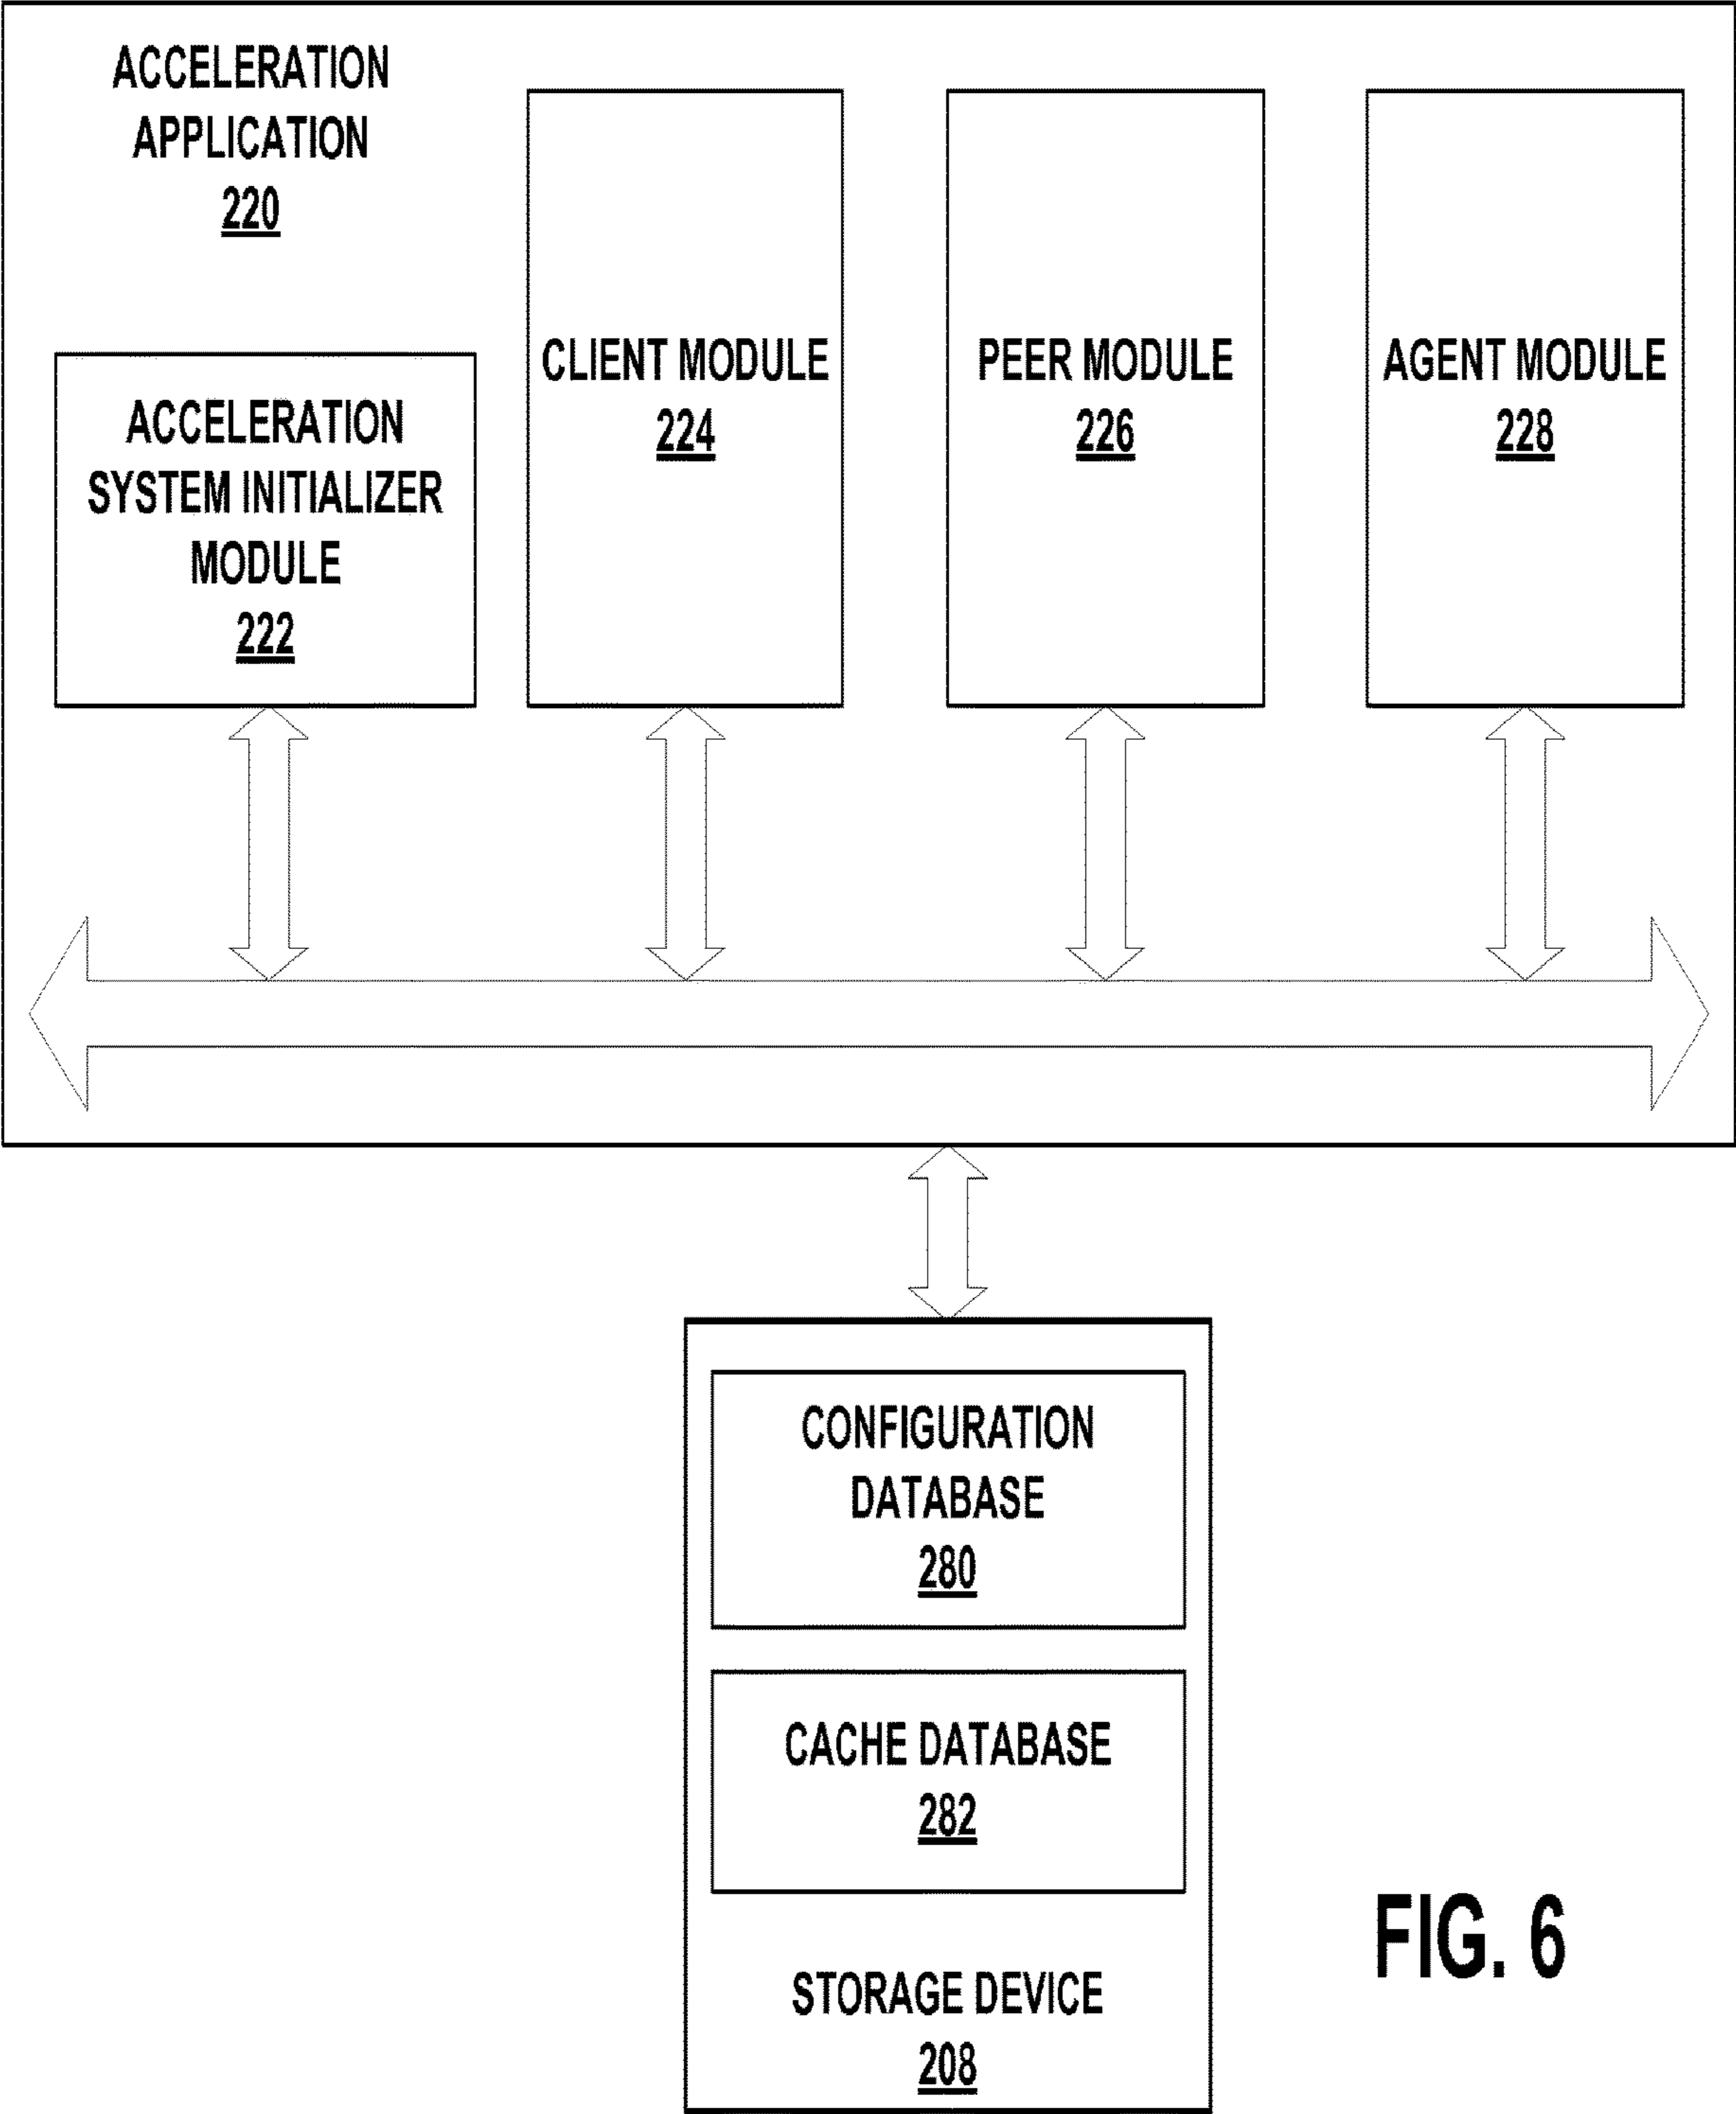 ACCELERATION
APPLICATION
220
ACCELERATION
SYSTEM INITIALIZER
MODULE
222
CLIENT MODULE
224
PEER MODULE
226
AGENT MODULE
228
CONFIGURATION
DATABASE
280
CACHE DATABASE
282
STORAGE DEVICE
208
FIG. 6